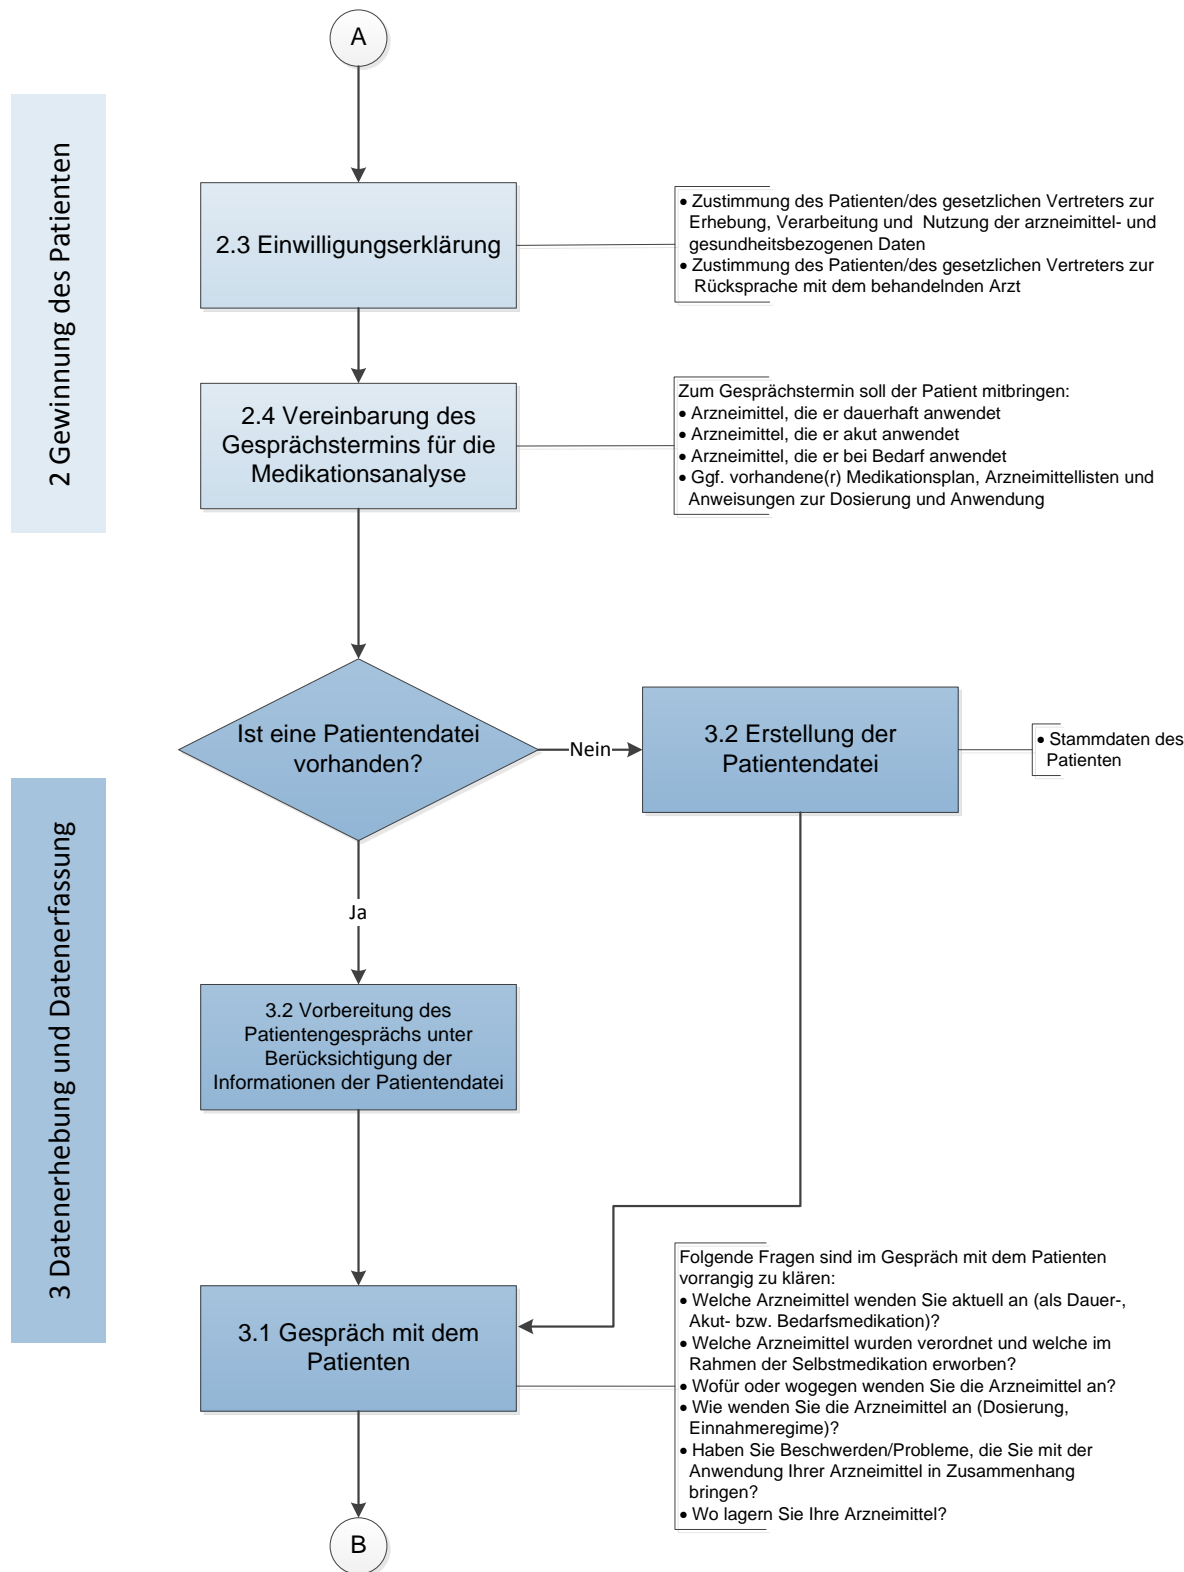 A
2 Gewinnung des Patienten
2.3 Einwilligungserklärung
• Zustimmung des Patienten/des gesetzlichen Vertreters zur
Erhebung, Verarbeitung und Nutzung der arzneimittel- und
gesundheitsbezogenen Daten
• Zustimmung des Patienten/des gesetzlichen Vertreters zur
Rücksprache mit dem behandelnden Arzt
2.4 Vereinbarung des
Gesprächstermins für die
Medikationsanalyse
Zum Gesprächstermin soll der Patient mitbringen:
• Arzneimittel, die er dauerhaft anwendet
• Arzneimittel, die er akut anwendet
• Arzneimittel, die er bei Bedarf anwendet
• Ggf. vorhandene(r) Medikationsplan, Arzneimittellisten und
Anweisungen zur Dosierung und Anwendung
3 Datenerhebung und Datenerfassung
Ist eine Patientendatei
vorhanden?
Nein
3.2 Erstellung der
Patientendatei
• Stammdaten des
Patienten
Ja
3.2 Vorbereitung des
Patientengesprächs unter
Berücksichtigung der
Informationen der Patientendatei
3.1 Gespräch mit dem
Patienten
Folgende Fragen sind im Gespräch mit dem Patienten
vorrangig zu klären:
• Welche Arzneimittel wenden Sie aktuell an (als Dauer-,
Akut- bzw. Bedarfsmedikation)?
• Welche Arzneimittel wurden verordnet und welche im
Rahmen der Selbstmedikation erworben?
• Wofür oder wogegen wenden Sie die Arzneimittel an?
• Wie wenden Sie die Arzneimittel an (Dosierung,
Einnahmeregime)?
• Haben Sie Beschwerden/Probleme, die Sie mit der
Anwendung Ihrer Arzneimittel in Zusammenhang
bringen?
• Wo lagern Sie Ihre Arzneimittel?
B